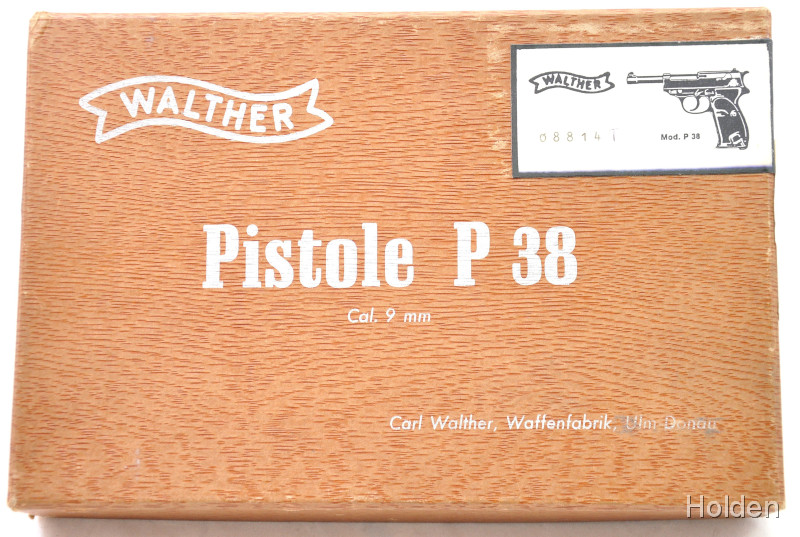 WALTHER
WALTHER
088141
Mod. P 38
Pistole P 38
Cal. 9 mm
Carl Walther, Waffenfabrik, Ulm-Donau
Holden